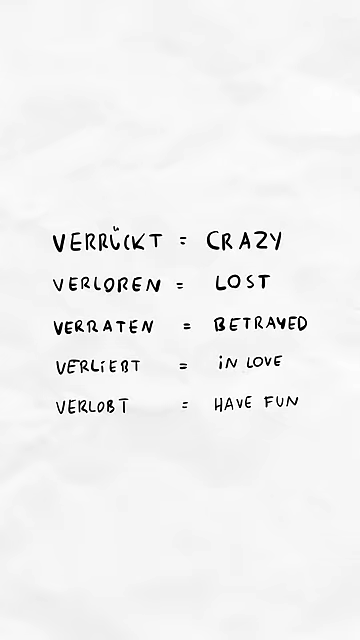 VERRÜCKT = CRAZY
VERLOREN = LOST
VERRATEN = BETRAYED
VERLIEBT = IN LOVE
VERLOBT = HAVE FUN